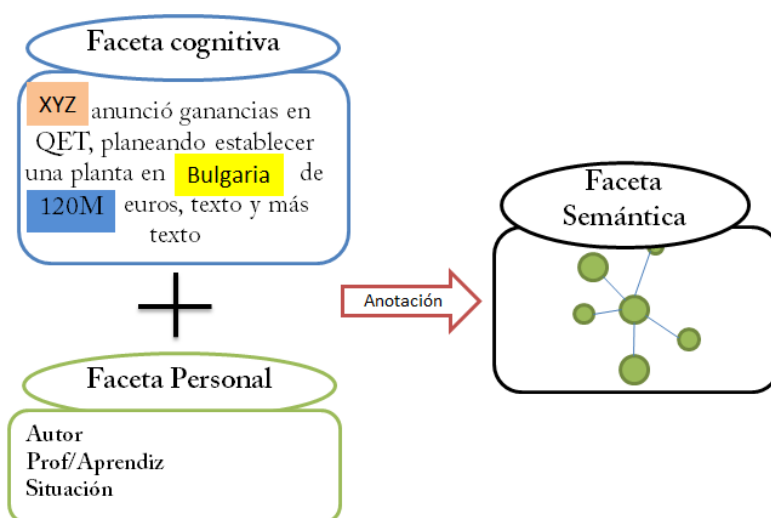 Faceta cognitiva
XYZ anunció ganancias en
QET, planeando establecer
una planta en Bulgaria de
120M euros, texto y más
texto
Anotación
Faceta
Semántica
Faceta Personal
Autor
Prof/Aprendiz
Situación